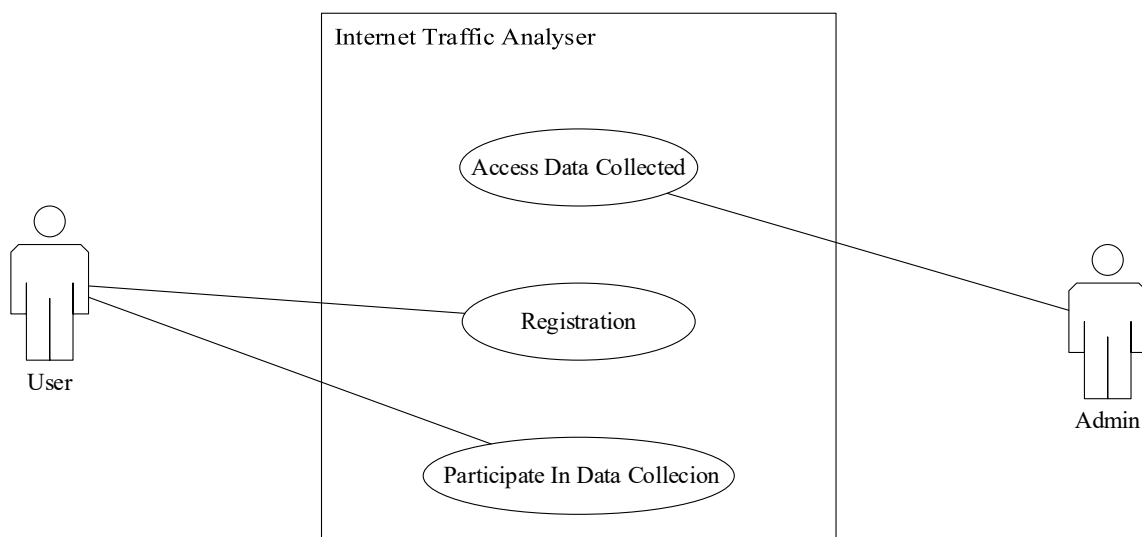 Internet Traffic Analyser
Access Data Collected
Registration
User
Admin
Participate In Data Collecion